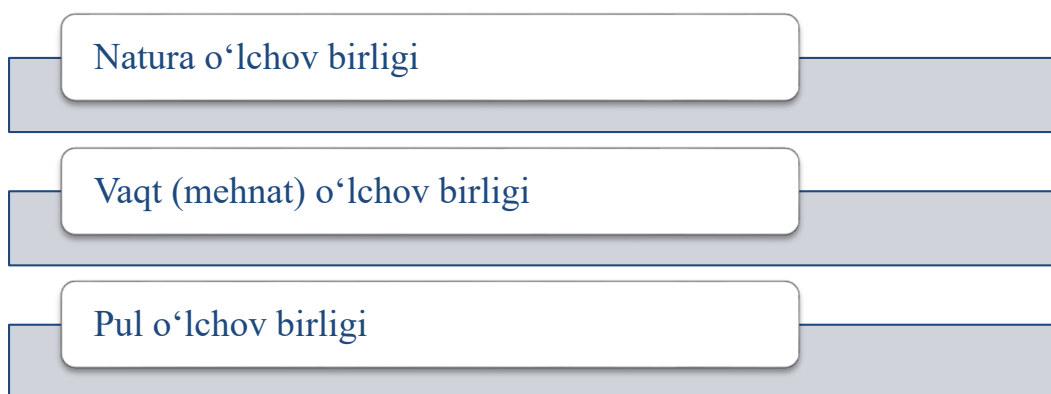 Natura o‘lchov birligi
Vaqt (mehnat) o‘lchov birligi
Pul o‘lchov birligi